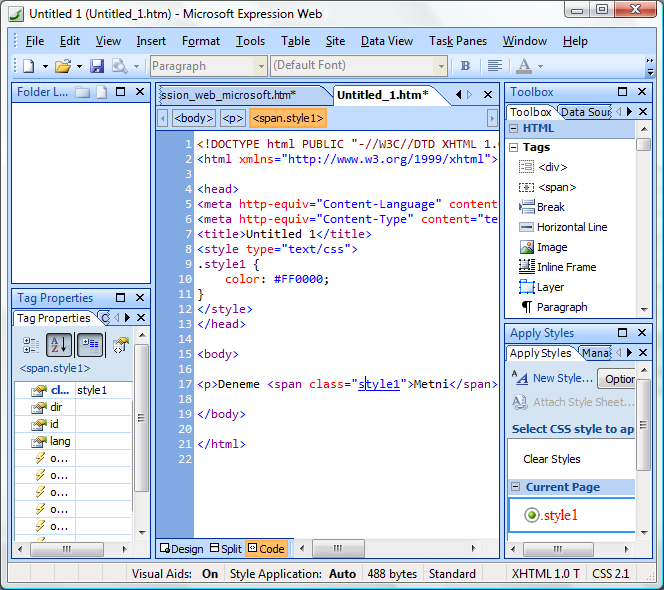 Untitled 1 (Untitled_1.htm) - Microsoft Expression Web
File Edit View Insert Format Tools Table Site Data View Task Panes Window Help
Paragraph (Default Font) B A
Folder L...
ssion_web_microsoft.htm* Untitled_1.htm*
<body> <p> <span.style1>
1 <!DOCTYPE html PUBLIC "-//W3C//DTD XHTML 1.0
2 <html xmlns="http://www.w3.org/1999/xhtml">
3
4 <head>
5 <meta http-equiv="Content-Language" content
6 <meta http-equiv="Content-Type" content="te
7 <title>Untitled 1</title>
8 <style type="text/css">
9 .style1 {
10 color: #FF0000;
11 }
12 </style>
13 </head>
14
15 <body>
16
17 <p>Deneme <span class="style1">Metni</span>
18
19 </body>
20
21 </html>
22
Design Split Code
Tag Properties
Tag Properties
<span.style1>
cl... style1
dir
id
lang
o...
o...
o...
o...
o...
Toolbox
Toolbox Data Sour
HTML
Tags
<div>
<span>
Break
Horizontal Line
Image
Inline Frame
Layer
Paragraph
Apply Styles
Apply Styles Mana
New Style... Option
Attach Style Sheet...
Select CSS style to ap
Clear Styles
Current Page
.style1
Visual Aids: On Style Application: Auto 488 bytes Standard XHTML 1.0 T CSS 2.1